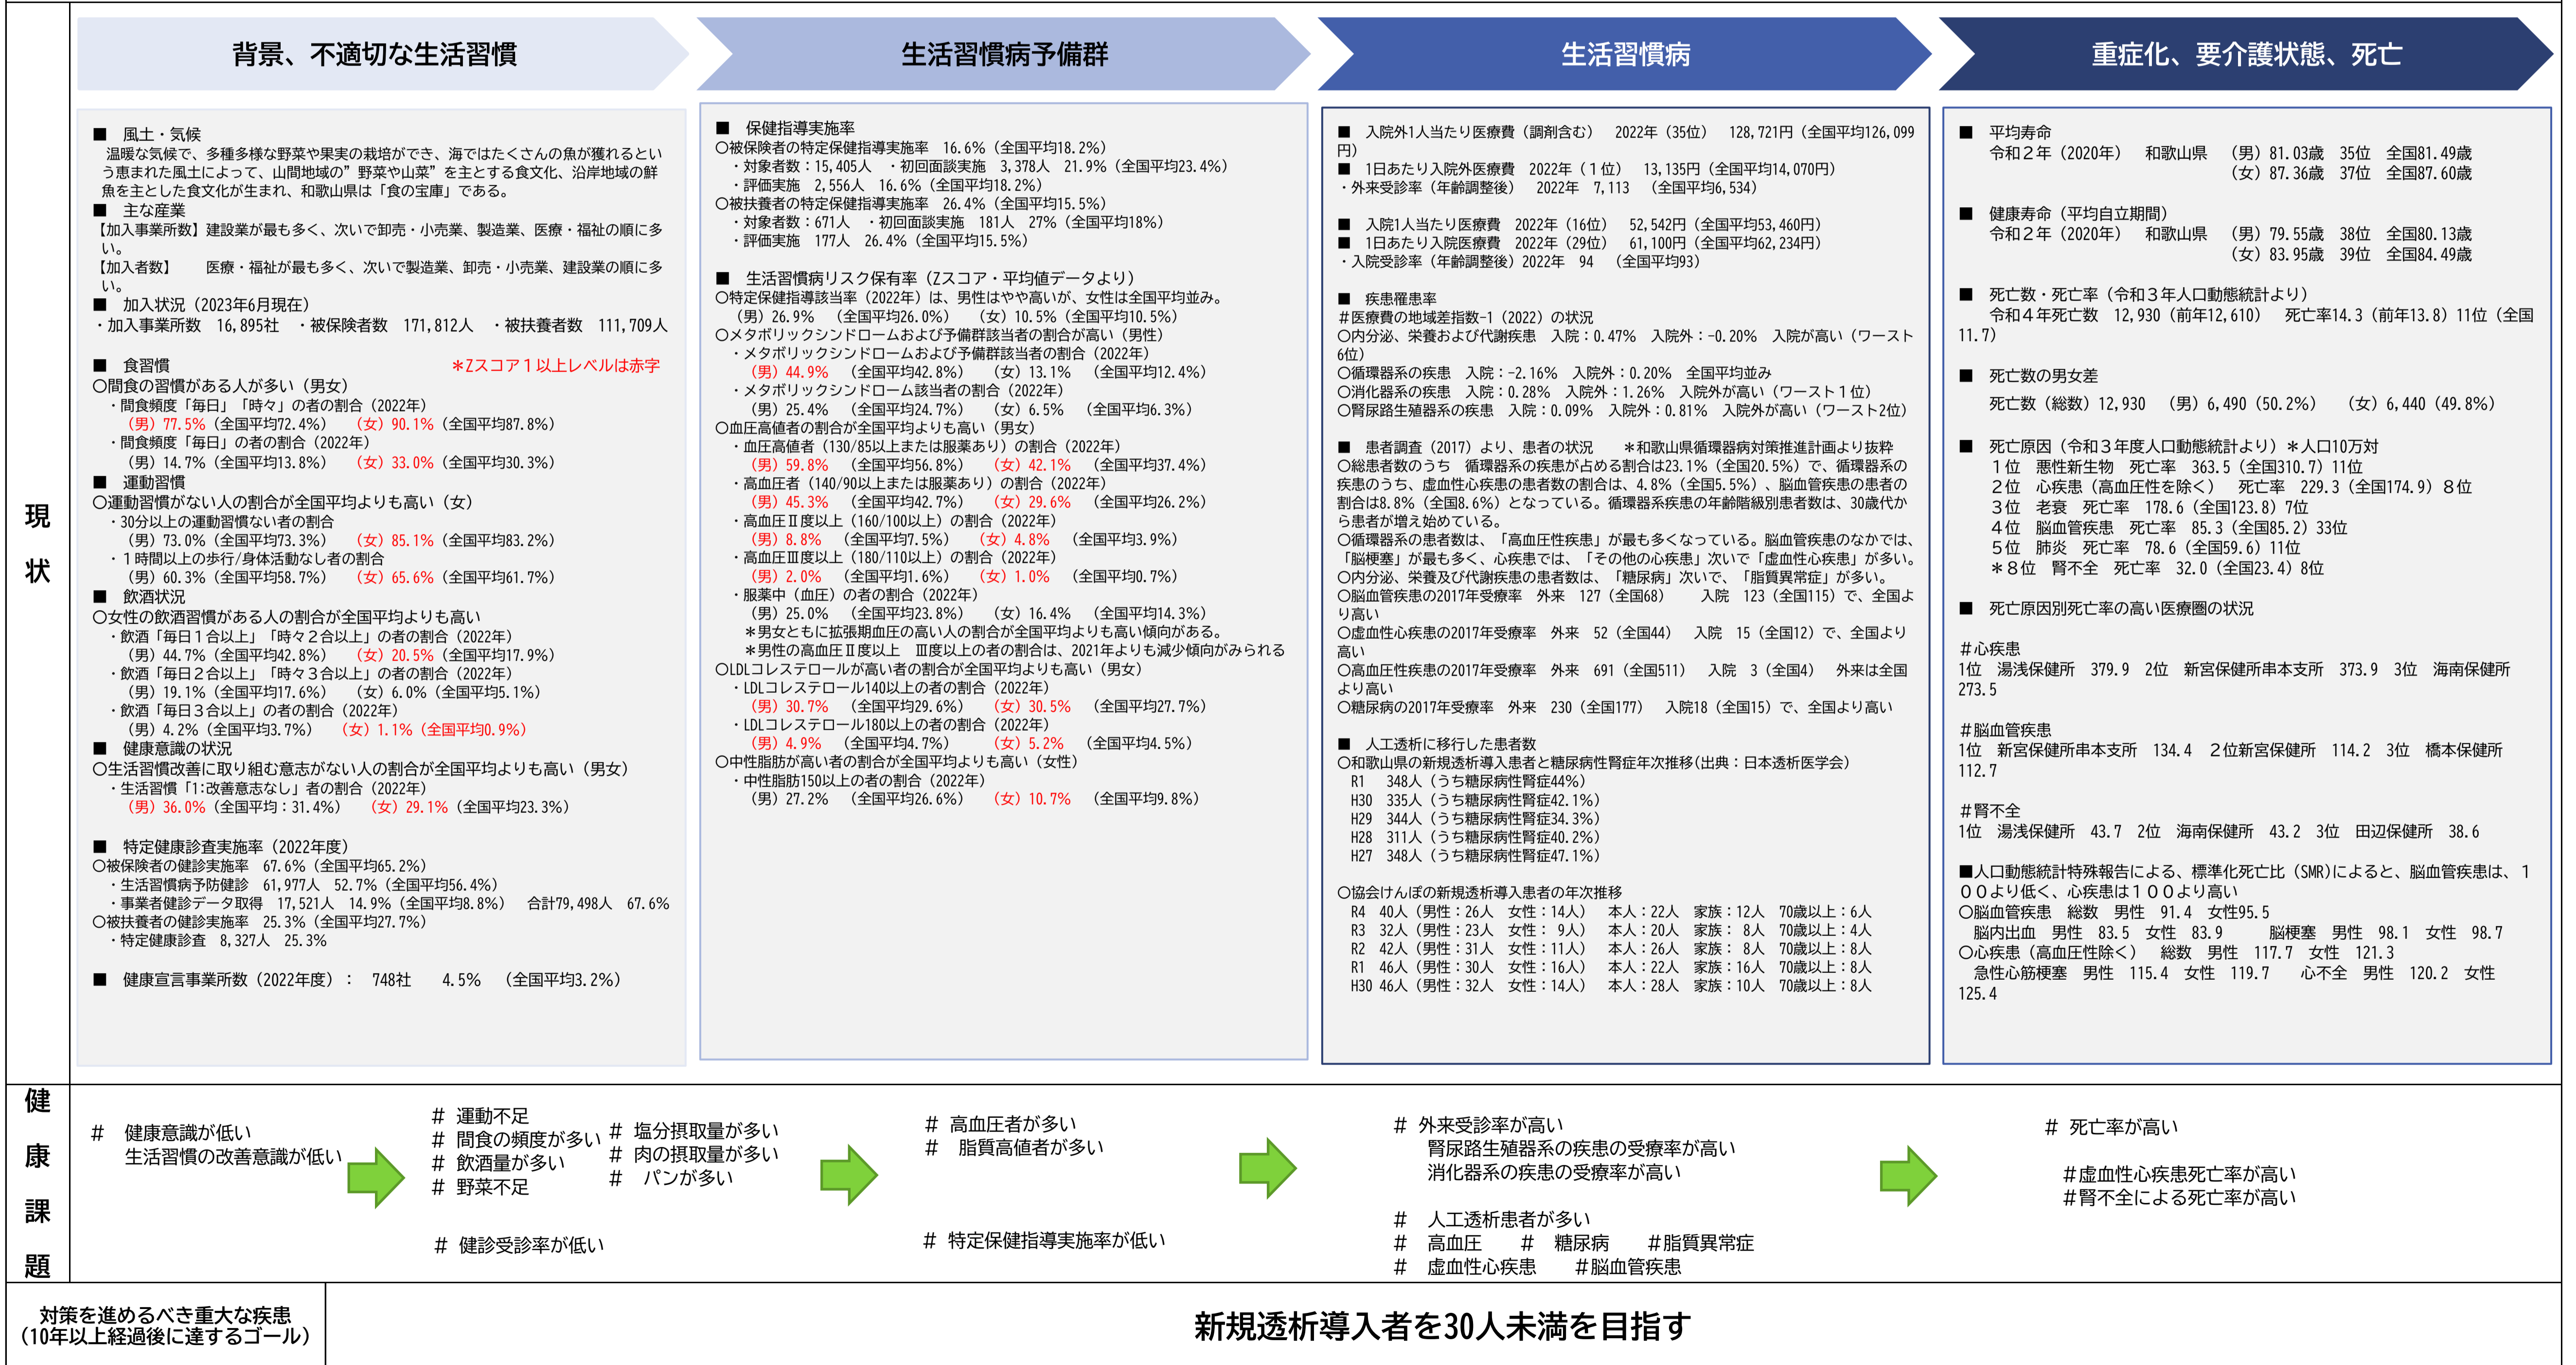 背景、不適切な生活習慣
生活習慣病予備群
生活習慣病
重症化、要介護状態、死亡
現状
■　風土・気候
温暖な気候で、多種多様な野菜や果実の栽培ができ、海ではたくさんの魚が獲れるとい
う恵まれた風土によって、山間地域の”野菜や山菜”を主とする食文化、沿岸地域の鮮
魚を主とした食文化が生まれ、和歌山県は「食の宝庫」である。
■　主な産業
【加入事業所数】建設業が最も多く、次いで卸売・小売業、製造業、医療・福祉の順に多
い。
【加入者数】　医療・福祉が最も多く、次いで製造業、卸売・小売業、建設業の順に多
い。
■　加入状況（2023年6月現在）
・加入事業所数　16,895社　・被保険者数　171,812人　・被扶養者数　111,709人
■　食習慣　＊Zスコア１以上レベルは赤字
〇間食の習慣がある人が多い（男女）
・間食頻度「毎日」「時々」の者の割合（2022年）
（男）77.5%（全国平均72.4%）　（女）90.1%（全国平均87.8%）
・間食頻度「毎日」の者の割合（2022年）
（男）14.7%（全国平均13.8%）　（女）33.0%（全国平均30.3%）
■　運動習慣
〇運動習慣がない人の割合が全国平均よりも高い（女）
・30分以上の運動習慣ない者の割合
（男）73.0%（全国平均73.3%）　（女）85.1%（全国平均83.2%）
・１時間以上の歩行/身体活動なし者の割合
（男）60.3%（全国平均58.7%）　（女）65.6%（全国平均61.7%）
■　飲酒状況
〇女性の飲酒習慣がある人の割合が全国平均よりも高い
・飲酒「毎日１合以上」「時々２合以上」の者の割合（2022年）
（男）44.7%（全国平均42.8%）　（女）20.5%（全国平均17.9%）
・飲酒「毎日２合以上」「時々３合以上」の者の割合（2022年）
（男）19.1%（全国平均17.6%）　（女）6.0%（全国平均5.1%）
・飲酒「毎日３合以上」の者の割合（2022年）
（男）4.2%（全国平均3.7%）　（女）1.1%（全国平均0.9%）
■　健康意識の状況
〇生活習慣改善に取り組む意志がない人の割合が全国平均よりも高い（男女）
・生活習慣「1:改善意志なし」者の割合（2022年）
（男）36.0%（全国平均：31.4%）　（女）29.1%（全国平均23.3%）
■　特定健康診査実施率（2022年度）
〇被保険者の健診実施率　67.6%（全国平均65.2%）
・生活習慣病予防健診　61,977人　52.7%（全国平均56.4%）
・事業者健診データ取得　17,521人　14.9%（全国平均8.8%）　合計79,498人　67.6%
〇被扶養者の健診実施率　25.3%（全国平均27.7%）
・特定健康診査　8,327人　25.3%
■　健康宣言事業所数（2022年度）：　748社　　4.5%　（全国平均3.2%）
■　保健指導実施率
〇被保険者の特定保健指導実施率　16.6%（全国平均18.2%）
・対象者数：15,405人　・初回面談実施　3,378人　21.9%（全国平均23.4%）
・評価実施　2,556人　16.6%（全国平均18.2%）
〇被扶養者の特定保健指導実施率　26.4%（全国平均15.5%）
・対象者数：671人　・初回面談実施　181人　27%（全国平均18%）
・評価実施　177人　26.4%（全国平均15.5%）
■　生活習慣病リスク保有率（Zスコア・平均値データより）
〇特定保健指導該当率（2022年）は、男性はやや高いが、女性は全国平均並み。
（男）26.9%　（全国平均26.0%）　（女）10.5%（全国平均10.5%）
〇メタボリックシンドロームおよび予備群該当者の割合が高い（男性）
・メタボリックシンドロームおよび予備群該当者の割合（2022年）
（男）44.9%　（全国平均42.8%）　（女）13.1%　（全国平均12.4%）
・メタボリックシンドローム該当者の割合（2022年）
（男）25.4%　（全国平均24.7%）　（女）6.5%　（全国平均6.3%）
〇血圧高値者の割合が全国平均よりも高い（男女）
・血圧高値者（130/85以上または服薬あり）の割合（2022年）
（男）59.8%　（全国平均56.8%）　（女）42.1%（全国平均37.4%）
・高血圧者（140/90以上または服薬あり）の割合（2022年）
（男）45.3%　（全国平均42.7%）　（女）29.6%（全国平均26.2%）
・高血圧Ⅱ度以上（160/100以上）の割合（2022年）
（男）8.8%　（全国平均7.5%）　（女）4.8%　（全国平均3.9%）
・高血圧Ⅲ度以上（180/110以上）の割合（2022年）
（男）2.0%　（全国平均1.6%）　（女）1.0%　（全国平均0.7%）
・服薬中（血圧）の者の割合（2022年）
（男）25.0%　（全国平均23.8%）　（女）16.4%　（全国平均14.3%）
＊男女ともに拡張期血圧の高い人の割合が全国平均よりも高い傾向がある。
＊男性の高血圧Ⅱ度以上　Ⅲ度以上の者の割合は、2021年よりも減少傾向がみられる
〇LDLコレステロールが高い者の割合が全国平均よりも高い（男女）
・LDLコレステロール140以上の者の割合（2022年）
（男）30.7%　（全国平均29.6%）　（女）30.5%　（全国平均27.7%）
・LDLコレステロール180以上の者の割合（2022年）
（男）4.9%　（全国平均4.7%）　（女）5.2%　（全国平均4.5%）
〇中性脂肪が高い者の割合が全国平均よりも高い（女性）
・中性脂肪150以上の者の割合（2022年）
（男）27.2%　（全国平均26.6%）　（女）10.7%　（全国平均9.8%）
■　入院外1人当たり医療費（調剤含む）　2022年（35位）　128,721円（全国平均126,099
円）
■　1日あたり入院外医療費　2022年（１位）　13,135円（全国平均14,070円）
・外来受診率（年齢調整後）　2022年　7,113　（全国平均6,534）
■　入院1人当たり医療費　2022年（16位）　52,542円（全国平均53,460円）
■　1日あたり入院医療費　2022年（29位）　61,100円（全国平均62,234円）
・入院受診率（年齢調整後）2022年　94　（全国平均93）
■　疾患罹患率
＃医療費の地域差指数-1（2022）の状況
〇内分泌、栄養および代謝疾患　入院：0.47%　入院外：-0.20%　入院が高い（ワースト
6位）
〇循環器系の疾患　入院：-2.16%　入院外：0.20%　全国平均並み
〇消化器系の疾患　入院：0.28%　入院外：1.26%　入院外が高い（ワースト１位）
〇腎尿路生殖器系の疾患　入院：0.09%　入院外：0.81%　入院外が高い（ワースト2位）
■　患者調査（2017）より、患者の状況　＊和歌山県循環器病対策推進計画より抜粋
〇総患者数のうち　循環器系の疾患が占める割合は23.1%（全国20.5%）で、循環器系の
疾患のうち、虚血性心疾患の患者数の割合は、4.8%（全国5.5%）、脳血管疾患の患者の
割合は8.8%（全国8.6%）となっている。循環器系疾患の年齢階級別患者数は、30歳代か
ら患者が増え始めている。
〇循環器系の患者数は、「高血圧性疾患」が最も多くなっている。脳血管疾患のなかでは、
「脳梗塞」が最も多く、心疾患では、「その他の心疾患」次いで「虚血性心疾患」が多い。
〇内分泌、栄養及び代謝疾患の患者数は、「糖尿病」次いで、「脂質異常症」が多い。
〇脳血管疾患の2017年受療率　外来　127（全国68）　　入院　123（全国115）で、全国よ
り高い
〇虚血性心疾患の2017年受療率　外来　52（全国44）　入院　15（全国12）で、全国より
高い
〇高血圧性疾患の2017年受療率　外来　691（全国511）　入院　3（全国4）　外来は全国
より高い
〇糖尿病の2017年受療率　外来　230（全国177）　入院18（全国15）で、全国より高い
■　人工透析に移行した患者数
〇和歌山県の新規透析導入患者と糖尿病性腎症年次推移(出典：日本透析医学会）
R1　348人（うち糖尿病性腎症44%）
H30　335人（うち糖尿病性腎症42.1%）
H29　344人（うち糖尿病性腎症34.3%）
H28　311人（うち糖尿病性腎症40.2%）
H27　348人（うち糖尿病性腎症47.1%）
〇協会けんぽの新規透析導入患者の年次推移
R4　40人（男性：26人　女性：14人）　本人：22人　家族：12人　70歳以上：6人
R3　32人（男性：23人　女性： 9人）　本人：20人　家族： 8人　70歳以上：4人
R2　42人（男性：31人　女性：11人）　本人：26人　家族： 8人　70歳以上：8人
R1　46人（男性：30人　女性：16人）　本人：22人　家族：16人　70歳以上：8人
H30 46人（男性：32人　女性：14人）　本人：28人　家族：10人　70歳以上：8人
■　平均寿命
令和２年（2020年）　和歌山県　（男）81.03歳　35位　全国81.49歳
（女）87.36歳　37位　全国87.60歳
■　健康寿命（平均自立期間）
令和２年（2020年）　和歌山県　（男）79.55歳　38位　全国80.13歳
（女）83.95歳　39位　全国84.49歳
■　死亡数・死亡率（令和３年人口動態統計より）
令和４年死亡数　12,930（前年12,610）　死亡率14.3（前年13.8）11位（全国
11.7）
■　死亡数の男女差
死亡数（総数）12,930　（男）6,490（50.2%）　（女）6,440（49.8%）
■　死亡原因（令和３年度人口動態統計より）＊人口10万対
１位　悪性新生物　死亡率　363.5（全国310.7）11位
２位　心疾患（高血圧性を除く）　死亡率　229.3（全国174.9）８位
３位　老衰　死亡率　178.6（全国123.8）7位
４位　脳血管疾患　死亡率　85.3（全国85.2）33位
５位　肺炎　死亡率　78.6（全国59.6）11位
＊８位　腎不全　死亡率　32.0（全国23.4）8位
■　死亡原因別死亡率の高い医療圏の状況
＃心疾患
1位　湯浅保健所　379.9　2位　新宮保健所串本支所　373.9　3位　海南保健所
273.5
＃脳血管疾患
1位　新宮保健所串本支所　134.4　２位新宮保健所　114.2　3位　橋本保健所
112.7
＃腎不全
1位　湯浅保健所　43.7　2位　海南保健所　43.2　3位　田辺保健所　38.6
■人口動態統計特殊報告による、標準化死亡比（SMR)によると、脳血管疾患は、１
００より低く、心疾患は１００より高い
〇脳血管疾患　総数　男性　91.4　女性95.5
脳内出血　男性　83.5　女性　83.9　　脳梗塞　男性　98.1　女性　98.7
〇心疾患（高血圧性除く）　総数　男性　117.7　女性　121.3
急性心筋梗塞　男性　115.4　女性　119.7　　心不全　男性　120.2　女性
125.4
健康課題
＃　健康意識が低い
生活習慣の改善意識が低い
＃ 運動不足
＃ 間食の頻度が多い
＃ 飲酒量が多い
＃ 野菜不足
＃ 塩分摂取量が多い
＃ 肉の摂取量が多い
＃　パンが多い
＃ 健診受診率が低い
＃ 高血圧者が多い
＃　脂質高値者が多い
＃ 特定保健指導実施率が低い
＃ 外来受診率が高い
腎尿路生殖器系の疾患の受療率が高い
消化器系の疾患の受療率が高い
＃　人工透析患者が多い
＃　高血圧　　＃　糖尿病　　＃脂質異常症
＃　虚血性心疾患　　＃脳血管疾患
＃ 死亡率が高い
＃虚血性心疾患死亡率が高い
＃腎不全による死亡率が高い
対策を進めるべき重大な疾患
（10年以上経過後に達するゴール）
新規透析導入者を30人未満を目指す